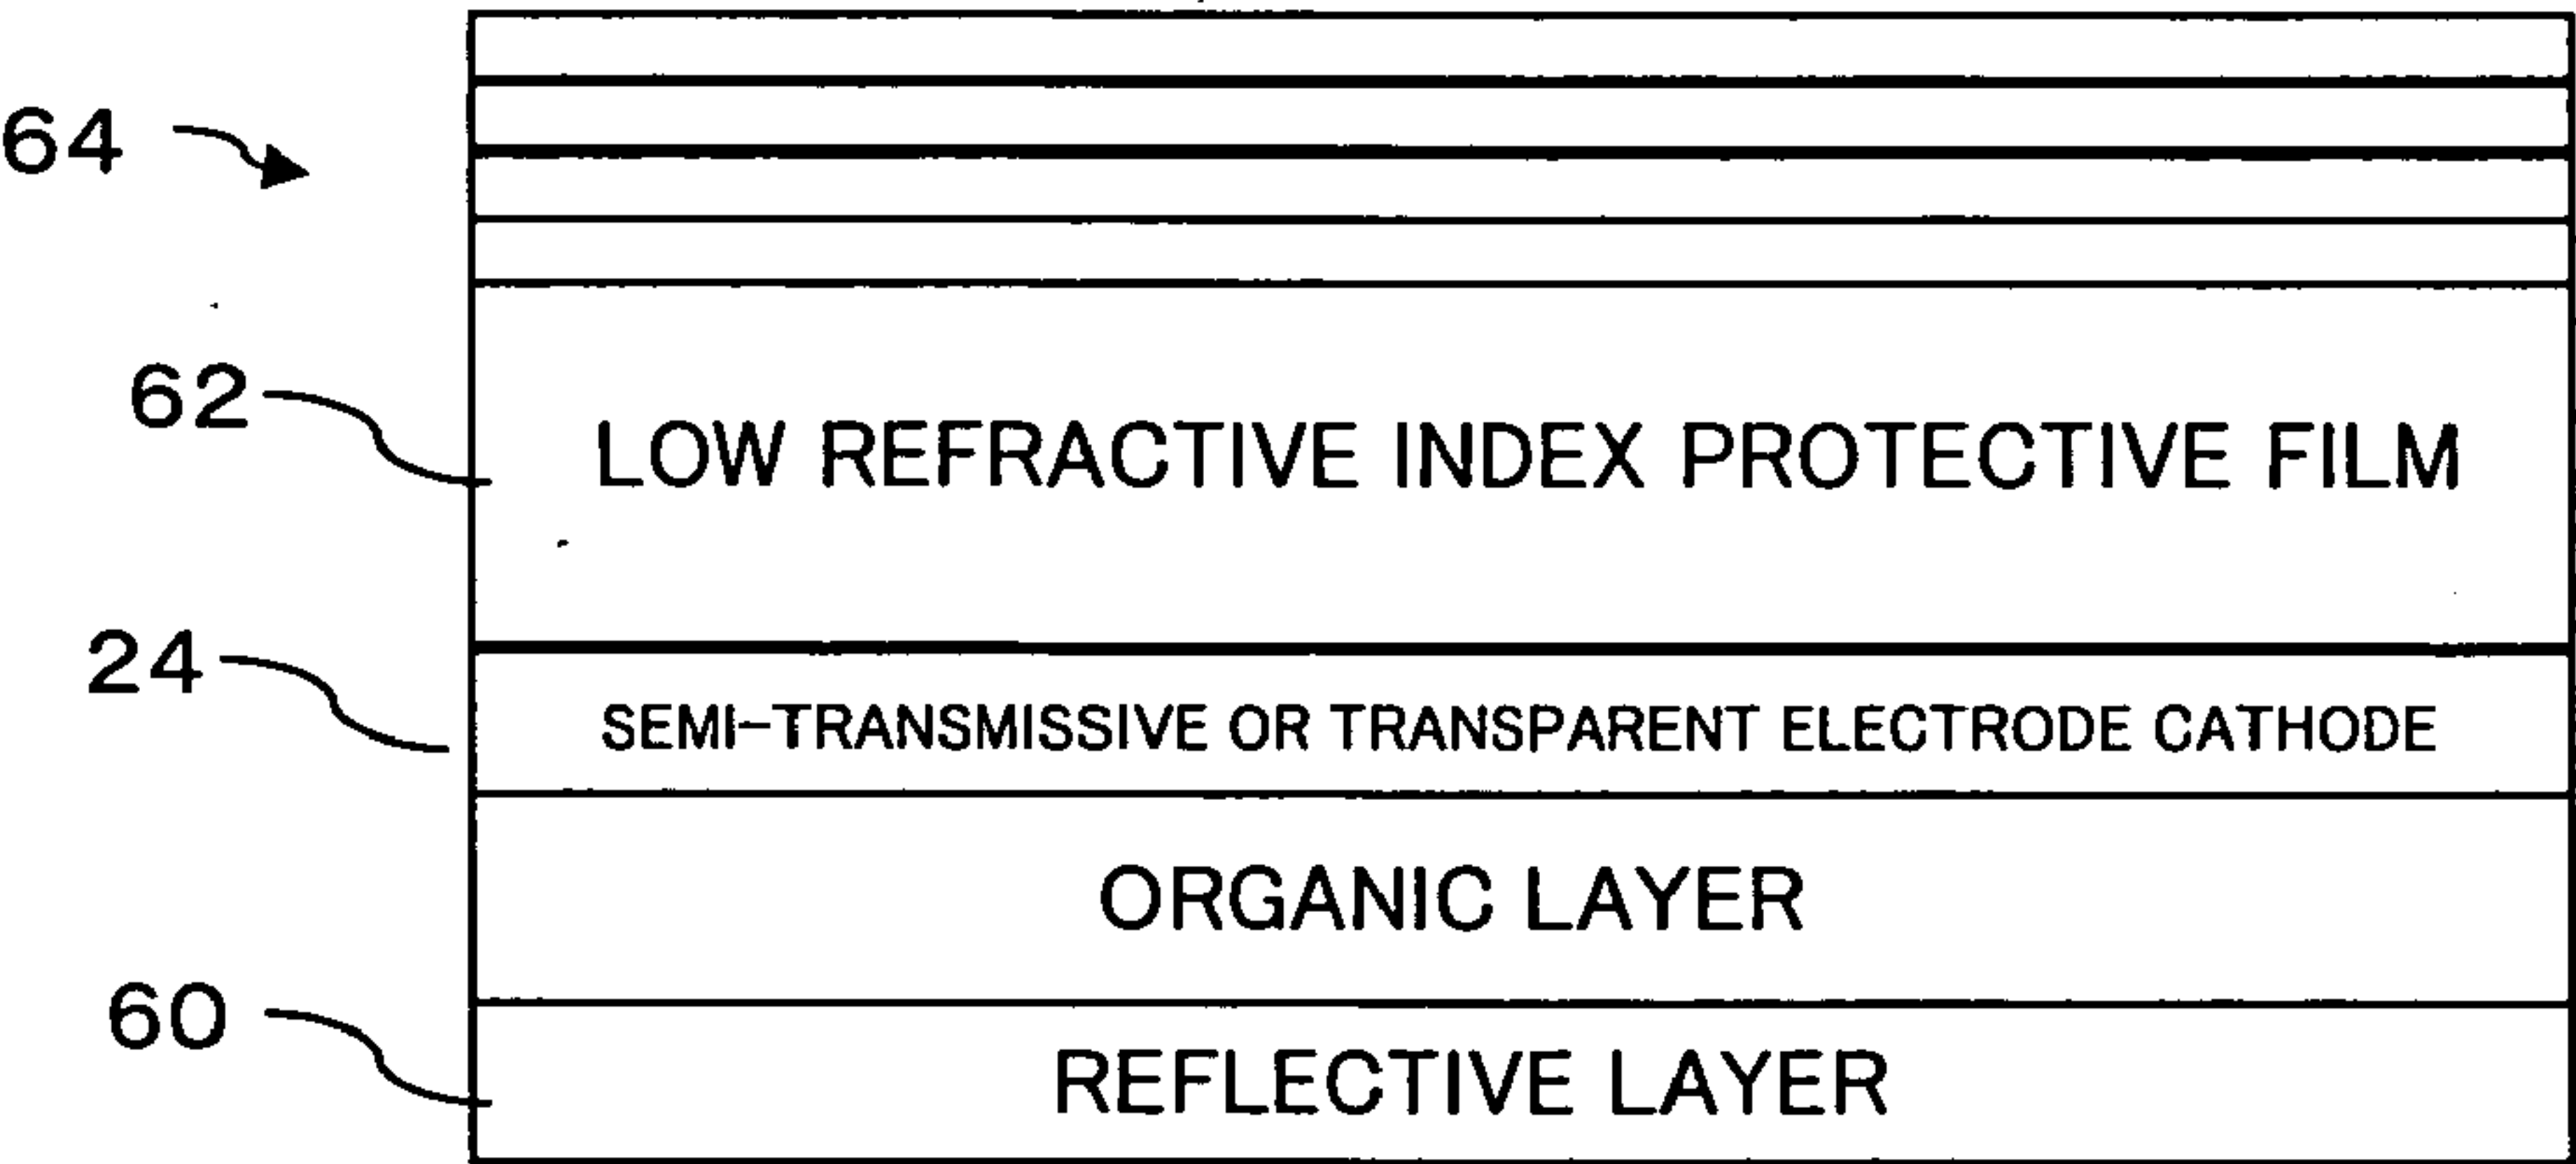 64
62
LOW REFRACTIVE INDEX PROTECTIVE FILM
24
SEMI-TRANSMISSIVE OR TRANSPARENT ELECTRODE CATHODE
ORGANIC LAYER
60
REFLECTIVE LAYER